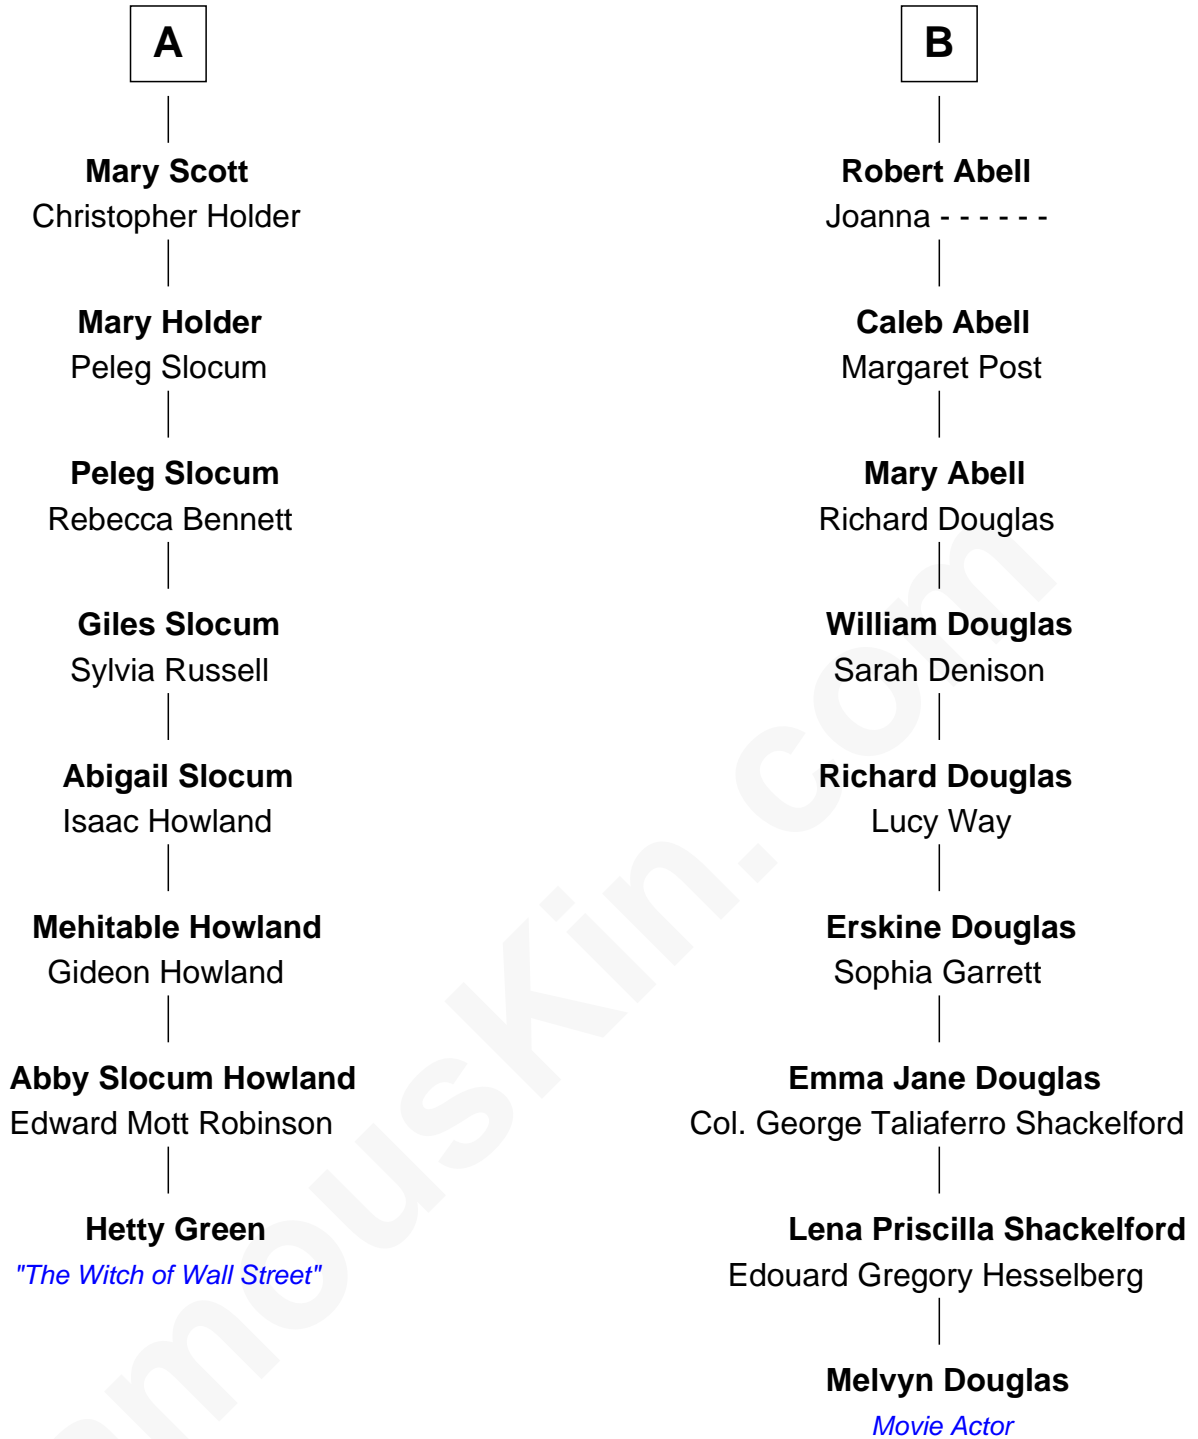 A
Mary Scott
Christopher Holder
Mary Holder
Peleg Slocum
Peleg Slocum
Rebecca Bennett
Giles Slocum
Sylvia Russell
Abigail Slocum
Isaac Howland
Mehitable Howland
Gideon Howland
Abby Slocum Howland
Edward Mott Robinson
Hetty Green
"The Witch of Wall Street"
B
Robert Abell
Joanna - - - - - -
Caleb Abell
Margaret Post
Mary Abell
Richard Douglas
William Douglas
Sarah Denison
Richard Douglas
Lucy Way
Erskine Douglas
Sophia Garrett
Emma Jane Douglas
Col. George Taliaferro Shackelford
Lena Priscilla Shackelford
Edouard Gregory Hesselberg
Melvyn Douglas
Movie Actor
amousKin.com